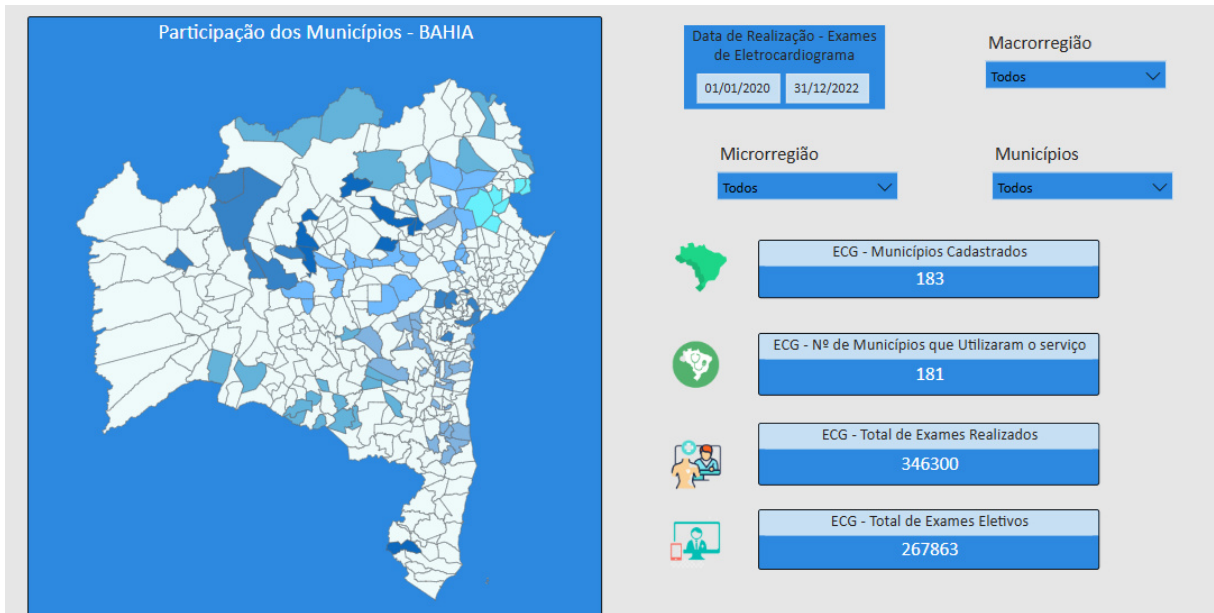 Participação dos Municípios - BAHIA
Data de Realização - Exames
de Eletrocardiograma
01/01/2020
31/12/2022
Macrorregião
Todos
Microrregião
Todos
Municípios
Todos
ECG - Municípios Cadastrados
183
ECG - Nº de Municípios que Utilizaram o serviço
181
ECG - Total de Exames Realizados
346300
ECG - Total de Exames Eletivos
267863